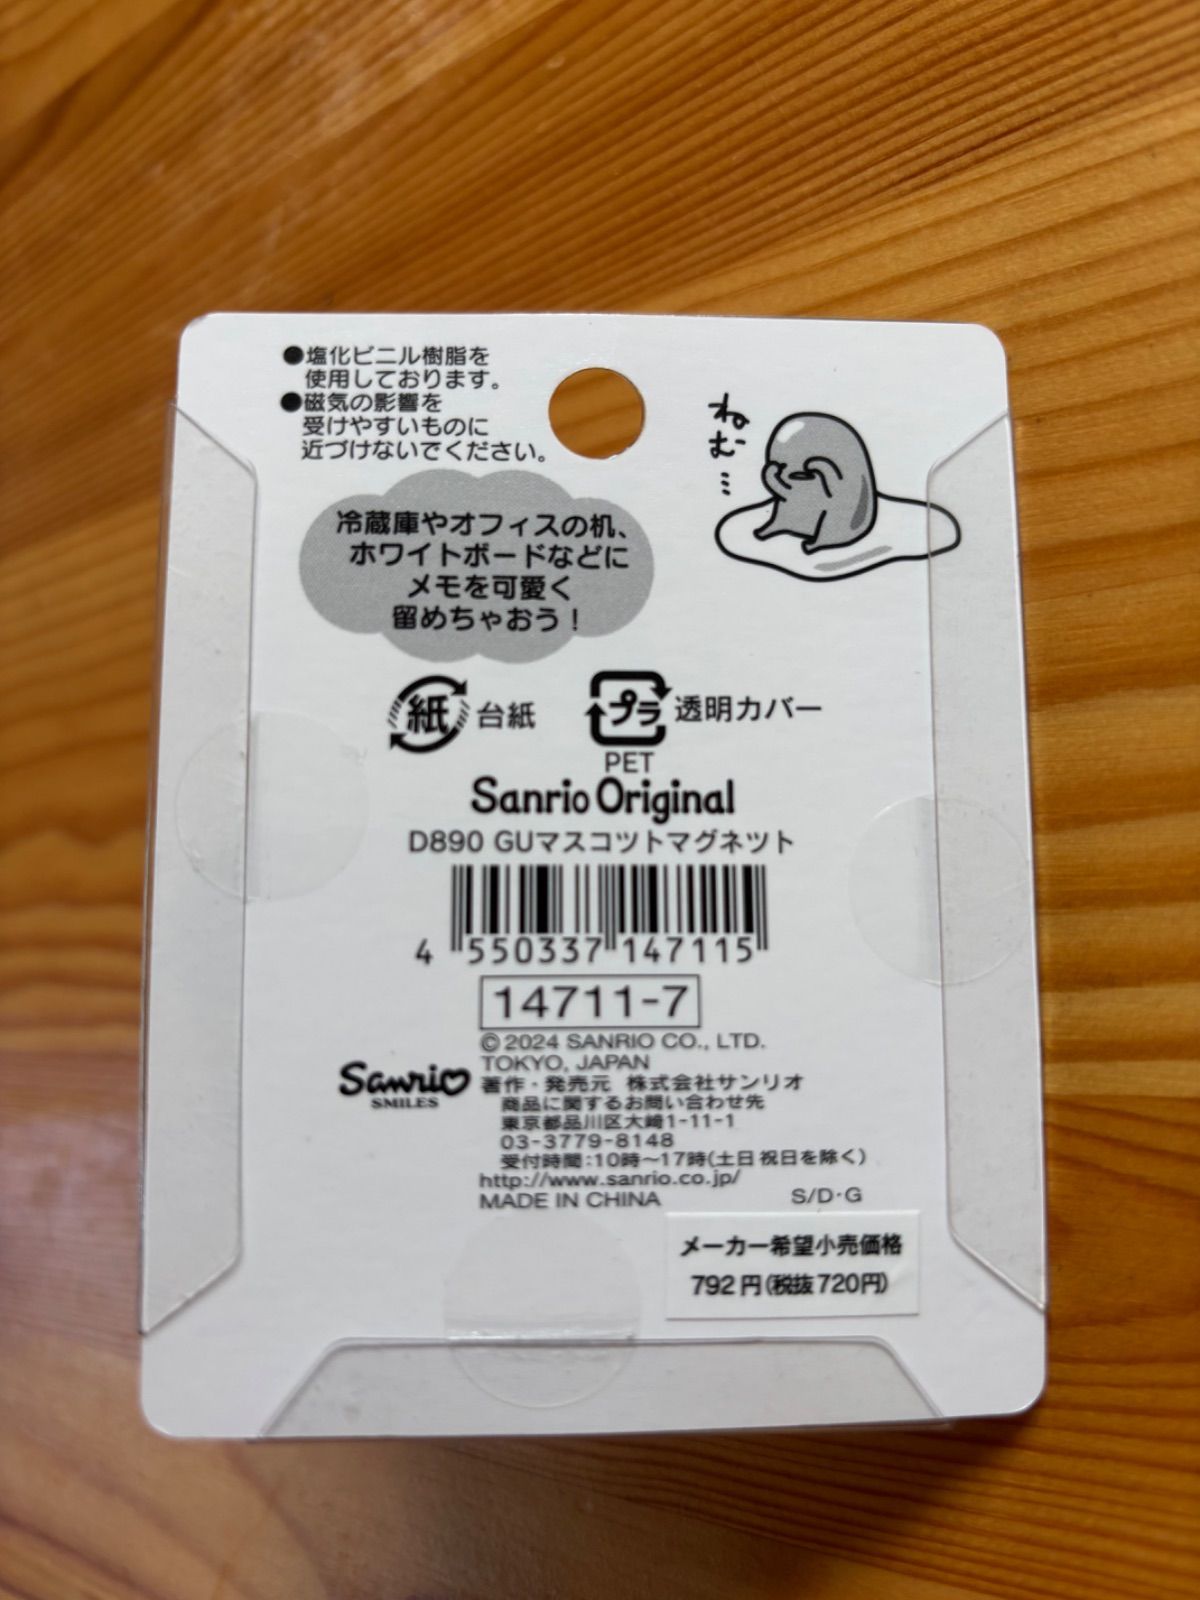 ●塩化ビニル樹脂を
使用しております。
●磁気の影響を
受けやすいものに
近づけないでください。
ねむ…
冷蔵庫やオフィスの机、
ホワイトボードなどに
メモを可愛く
留めちゃおう！
紙 台紙
プラ 透明カバー
PET
Sanrio Original
D890 GUマスコツトマグネツト
4 550337 147115
14711-7
© 2024 SANRIO CO., LTD.
TOKYO, JAPAN
Sanrio
SMILES
著作・発売元 株式会社サンリオ
商品に関するお問い合わせ先
東京都品川区大崎1-11-1
03-3779-8148
受付時間：10時～17時(土日祝日を除く)
http://www.sanrio.co.jp/
MADE IN CHINA S/D・G
メーカー希望小売価格
792円(税抜720円)